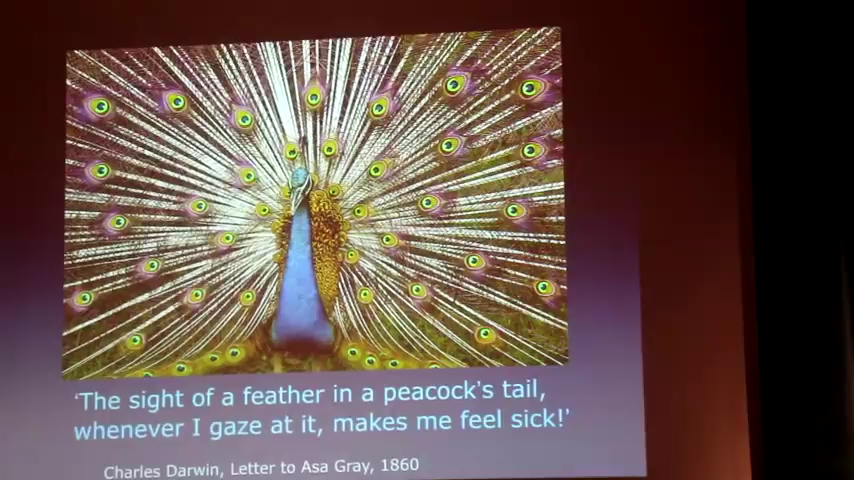 ‘The sight of a feather in a peacock's tail,
whenever I gaze at it, makes me feel sick!’
Charles Darwin, Letter to Asa Gray, 1860